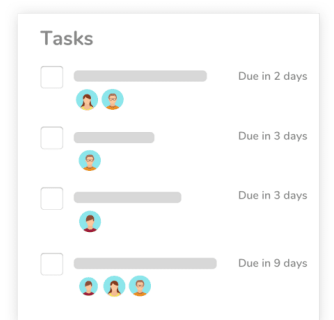 Tasks
Due in 2 days
Due in 3 days
Due in 3 days
Due in 9 days